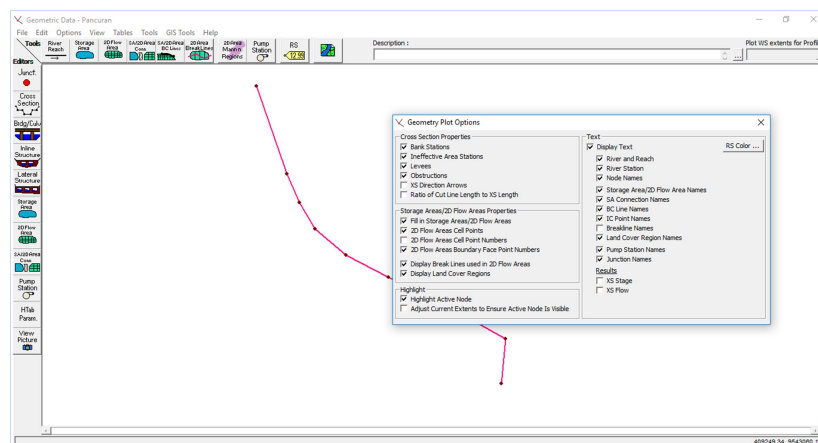 Geometric Data - Pancuran
File Edit Options View Tables Tools GIS Tools Help
Tools
Editors
River Reach
Storage Area
2D Flow Area
SA/2D Area Conn
SA/2D Area BC Lines
2D Area Break Lines
2D Area Mann n Regions
Pump Station
RS
12.99
Description :
...
Plot WS extents for Profil
Junct.
Cross Section
Brdg/Culv
Inline Structure
Lateral Structure
Storage Area
2D Flow Area
SA/2D Area Conn
Pump Station
HTab Param.
View Picture
Geometry Plot Options
Cross Section Properties
Bank Stations
Ineffective Area Stations
Levees
Obstructions
XS Direction Arrows
Ratio of Cut Line Length to XS Length
Storage Areas/2D Flow Areas Properties
Fill in Storage Areas/2D Flow Areas
2D Flow Areas Cell Points
2D Flow Areas Cell Point Numbers
2D Flow Areas Boundary Face Point Numbers
Display Break Lines used in 2D Flow Areas
Display Land Cover Regions
Highlight
Highlight Active Node
Adjust Current Extents to Ensure Active Node Is Visible
Text
Display Text
RS Color ...
River and Reach
River Station
Node Names
Storage Area/2D Flow Area Names
SA Connection Names
BC Line Names
IC Point Names
Breakline Names
Land Cover Region Names
Pump Station Names
Junction Names
Results
XS Stage
XS Flow